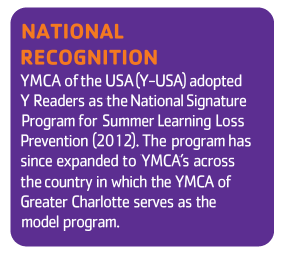 NATIONAL
RECOGNITION
YMCA of the USA (Y-USA) adopted
Y Readers as the National Signature
Program for Summer Learning Loss
Prevention (2012). The program has
since expanded to YMCA's across
the country in which the YMCA of
Greater Charlotte serves as the
model program.